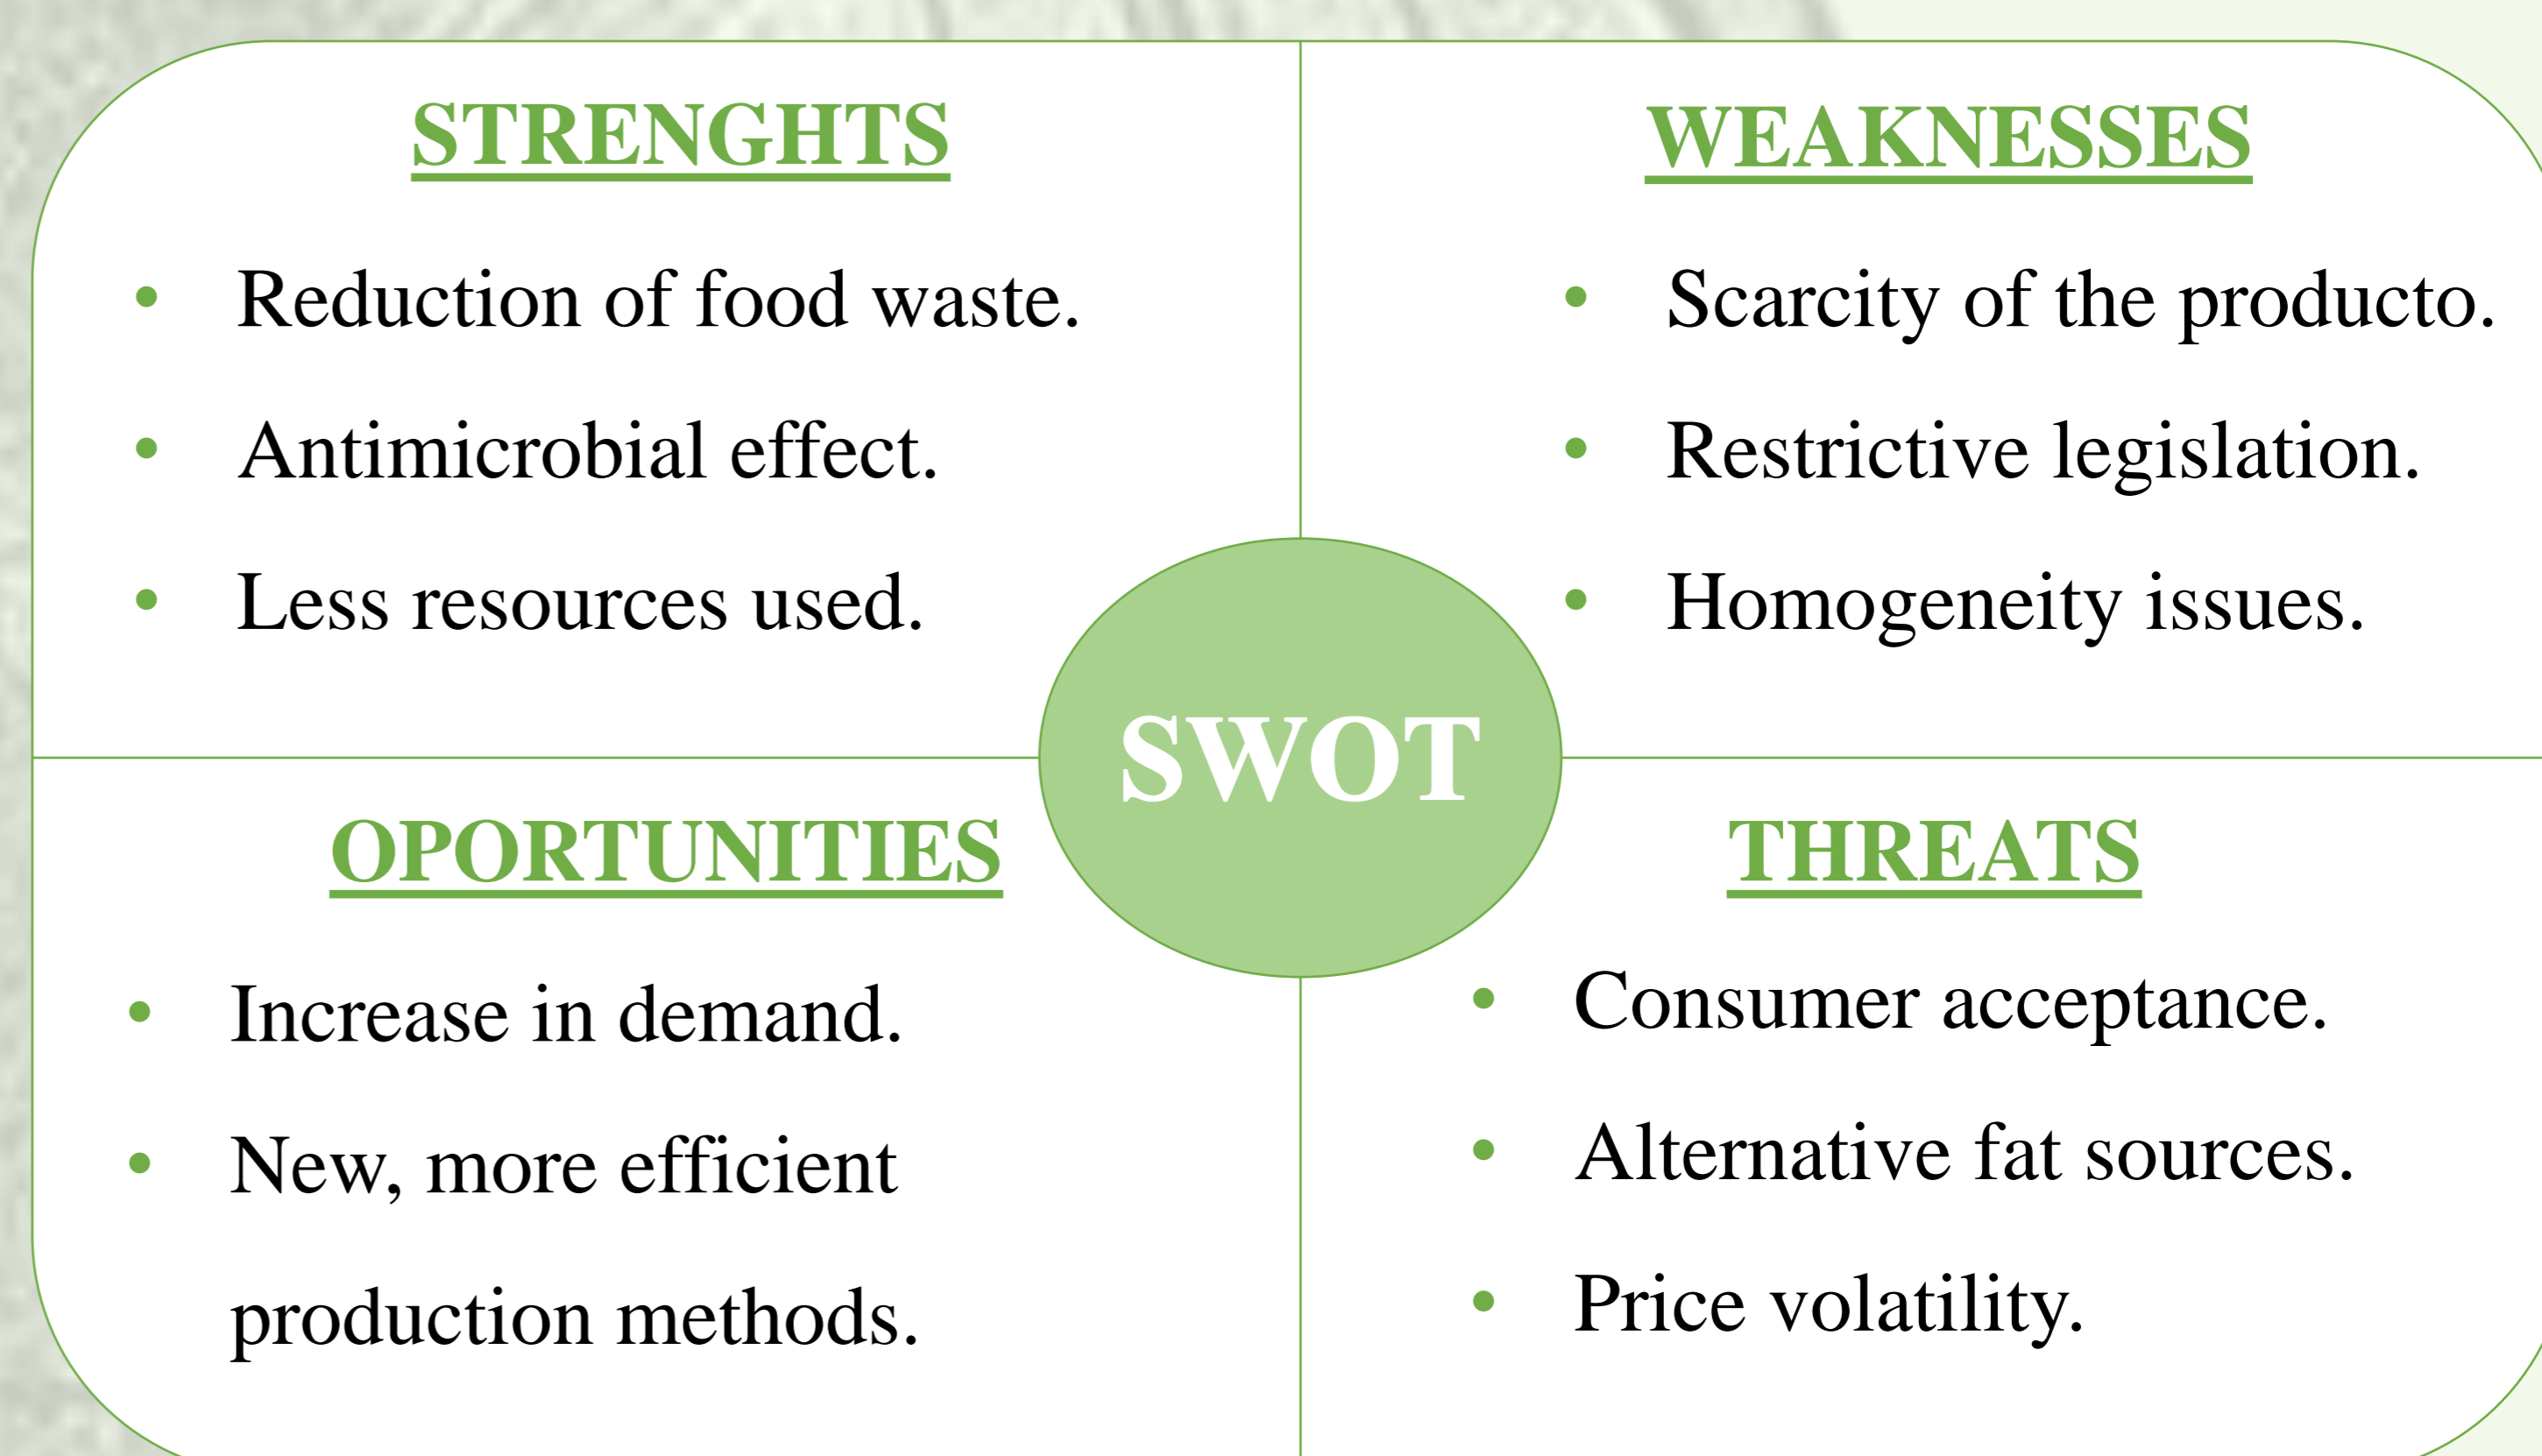 STRENGHTS
• Reduction of food waste.
• Antimicrobial effect.
• Less resources used.
WEAKNESSES
• Scarcity of the producto.
• Restrictive legislation.
• Homogeneity issues.
SWOT
OPORTUNITIES
• Increase in demand.
• New, more efficient
production methods.
THREATS
• Consumer acceptance.
• Alternative fat sources.
• Price volatility.